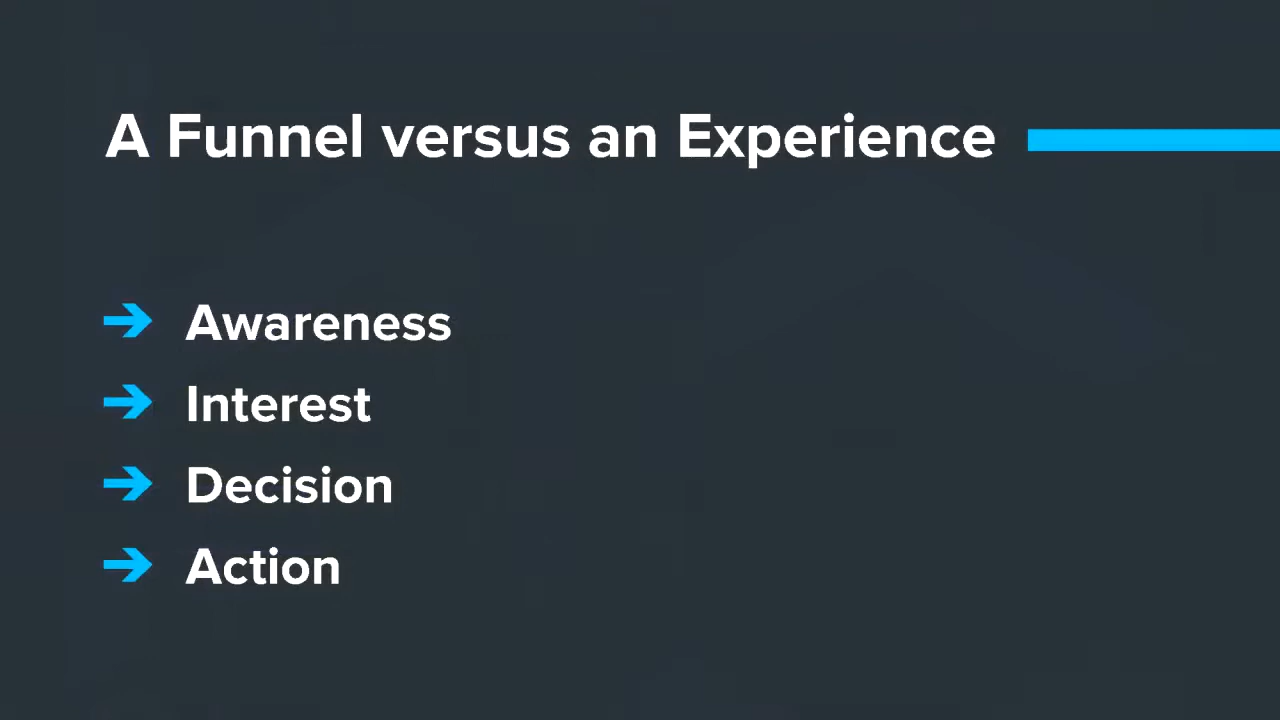 A Funnel versus an Experience
Awareness
Interest
Decision
Action